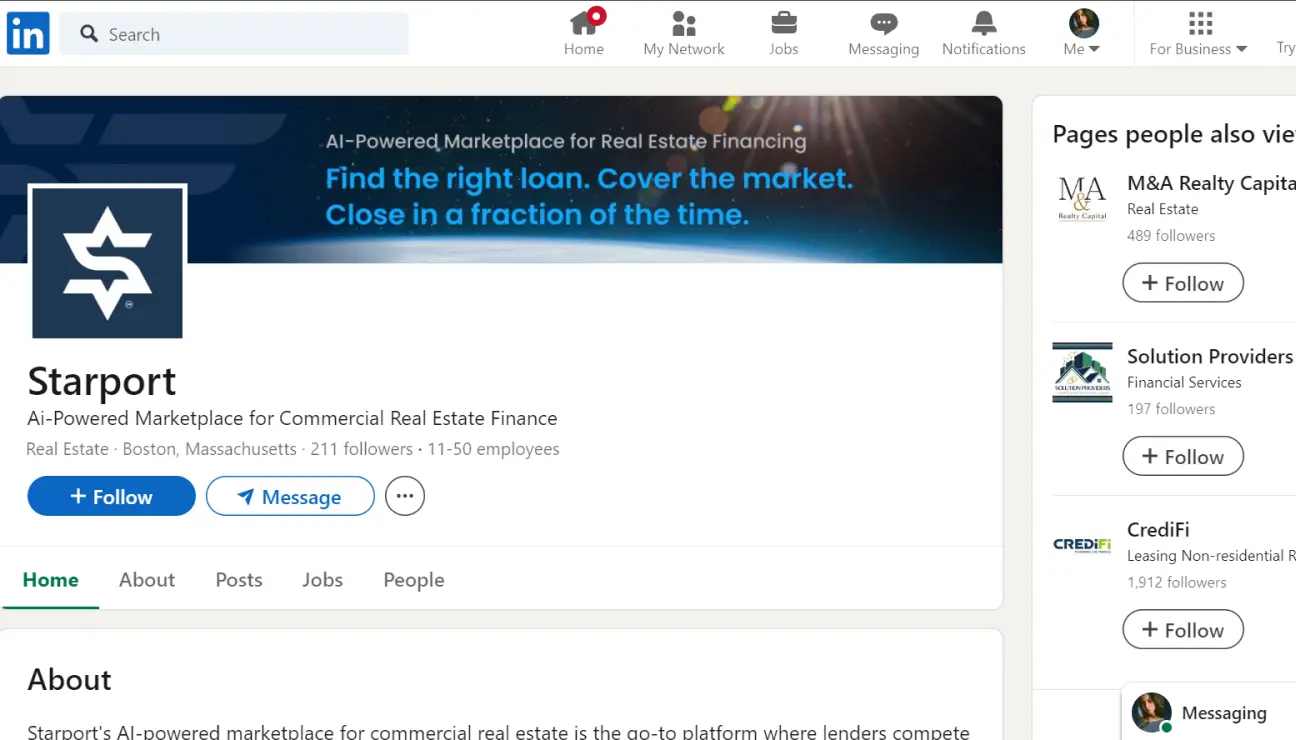 in
Search
Home
My Network
Jobs
Messaging
Notifications
Me
For Business
Try
AI-Powered Marketplace for Real Estate Financing
Find the right loan. Cover the market.
Close in a fraction of the time.
Starport
Ai-Powered Marketplace for Commercial Real Estate Finance
Real Estate · Boston, Massachusetts · 211 followers · 11-50 employees
+ Follow
Message
Home
About
Posts
Jobs
People
About
Starport's AI-powered marketplace for commercial real estate is the go-to platform where lenders compete
Pages people also vie
M&A
Realty Capital
M&A Realty Capita
Real Estate
489 followers
+ Follow
SOLUTION PROVIDERS
Solution Providers
Financial Services
197 followers
+ Follow
CREDiFi
CrediFi
Leasing Non-residential R
1,912 followers
+ Follow
Messaging